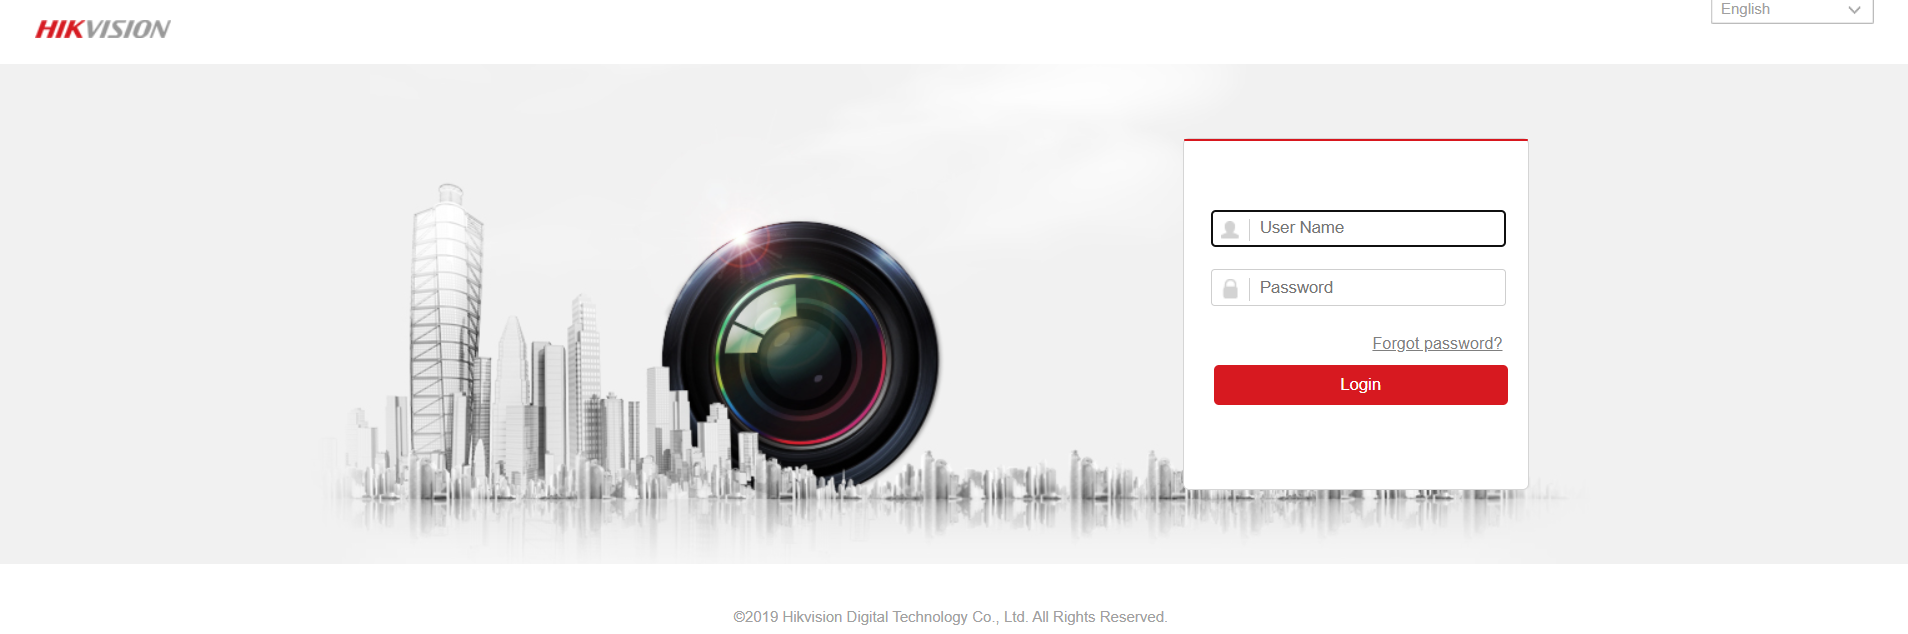 HIKVISION
English
User Name
Password
Forgot password?
Login
©2019 Hikvision Digital Technology Co., Ltd. All Rights Reserved.